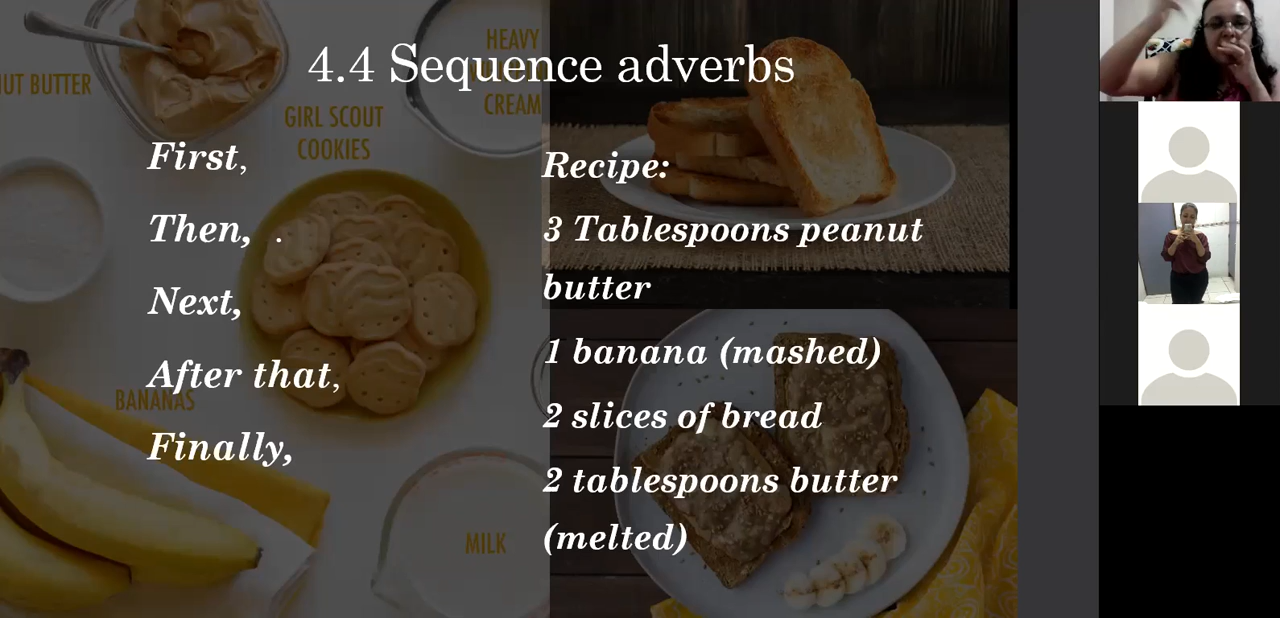 4.4 Sequence adverbs
First,
Then, .
Next,
After that,
Finally,
Recipe:
3 Tablespoons peanut
butter
1 banana (mashed)
2 slices of bread
2 tablespoons butter
(melted)
BUTTER
GIRL SCOUT
COOKIES
HEAVY
CREAM
BANANAS
MILK